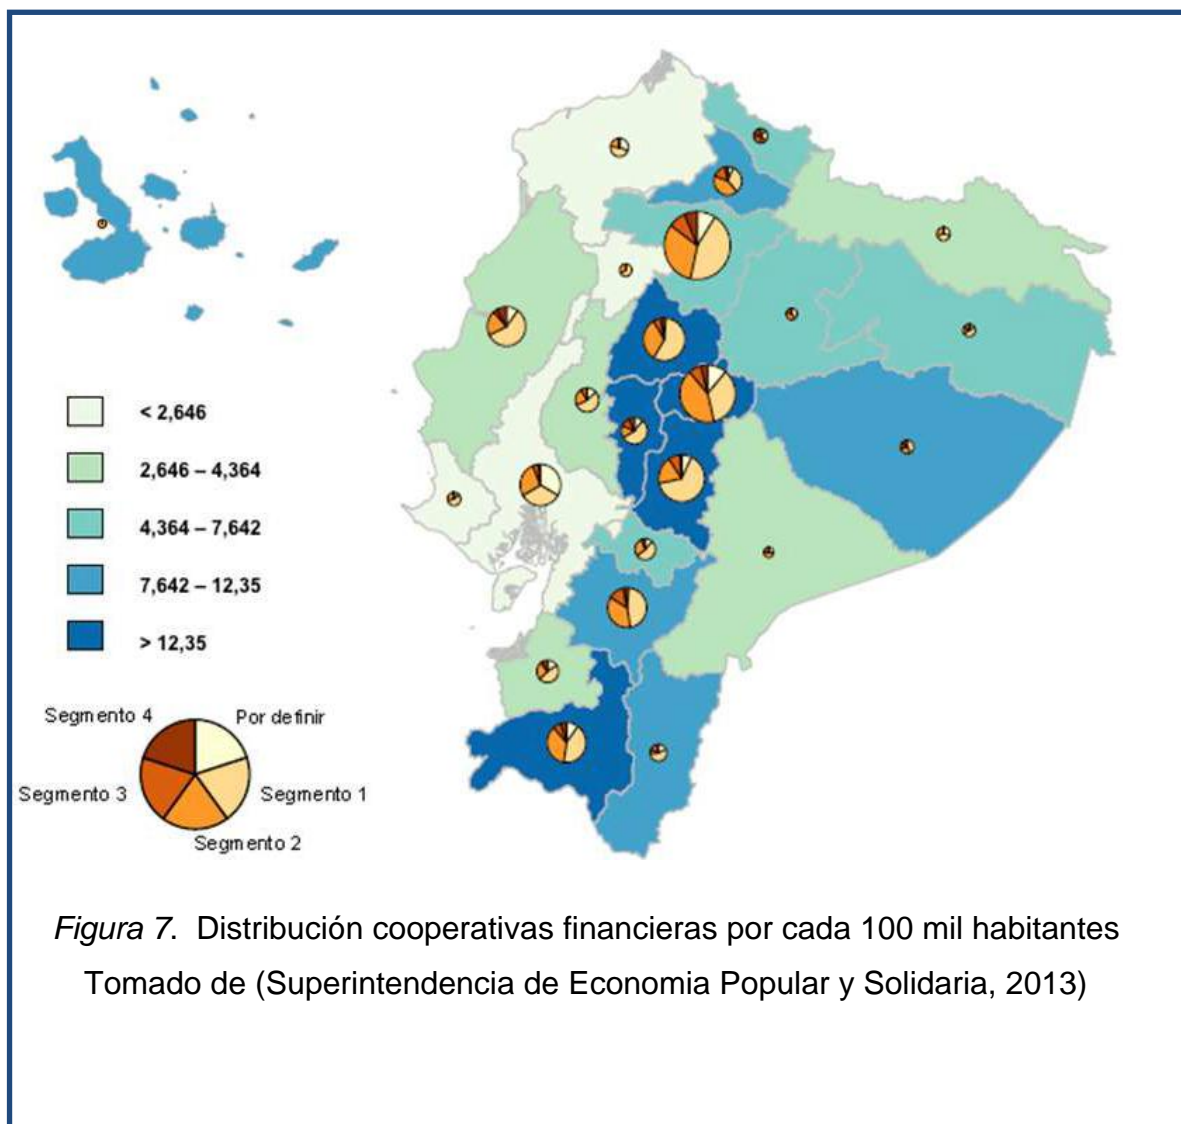 < 2,646
2,646 – 4,364
4,364 – 7,642
7,642 – 12,35
> 12,35
Segmento 4
Por definir
Segmento 3
Segmento 1
Segmento 2
Figura 7. Distribución cooperativas financieras por cada 100 mil habitantes
Tomado de (Superintendencia de Economia Popular y Solidaria, 2013)